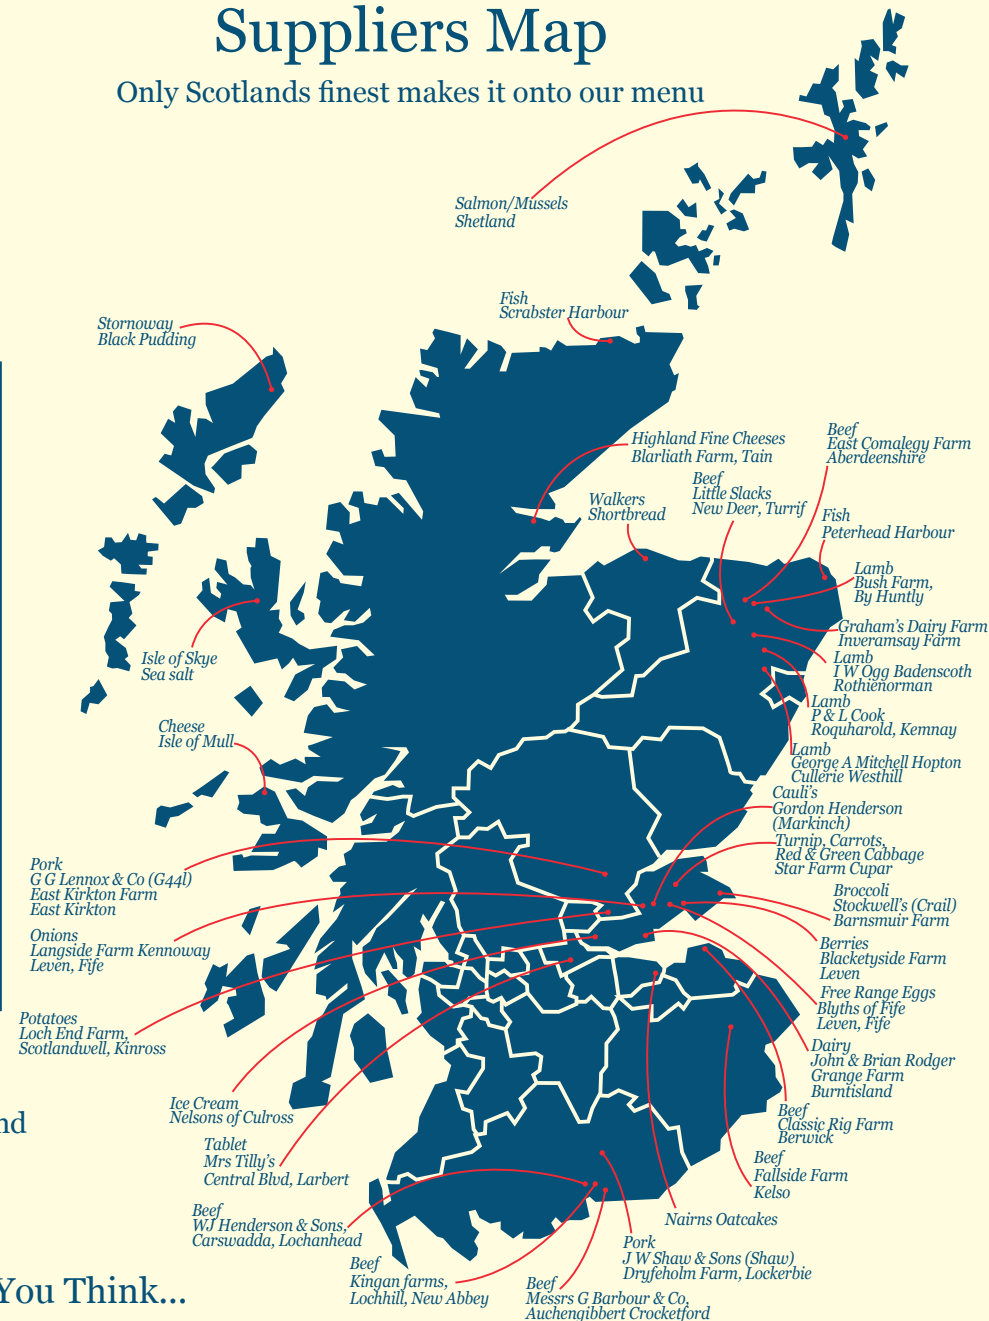 Suppliers Map
Only Scotlands finest makes it onto our menu
Salmon/Mussels
Shetland
Fish
Scrabster Harbour
Stornoway
Black Pudding
Highland Fine Cheeses
Blarliath Farm, Tain
Beef
East Comalegy Farm
Aberdeenshire
Beef
Little Slacks
New Deer, Turrif
Walkers
Shortbread
Fish
Peterhead Harbour
Lamb
Bush Farm,
By Huntly
Graham's Dairy Farm
Inveramsay Farm
Isle of Skye
Sea salt
Lamb
I W Ogg Badenscoth
Rothienorman
Lamb
P & L Cook
Roquharold, Kemnay
Cheese
Isle of Mull
Lamb
George A Mitchell Hopton
Cullerie Westhill
Cauli's
Gordon Henderson
(Markinch)
Turnip, Carrots,
Red & Green Cabbage
Star Farm Cupar
Pork
G G Lennox & Co (G44l)
East Kirkton Farm
East Kirkton
Broccoli
Stockwell's (Crail)
Barnsmuir Farm
Onions
Langside Farm Kennoway
Leven, Fife
Berries
Blacketyside Farm
Leven
Free Range Eggs
Blyths of Fife
Leven, Fife
Potatoes
Loch End Farm,
Scotlandwell, Kinross
Dairy
John & Brian Rodger
Grange Farm
Burntisland
Ice Cream
Nelsons of Culross
nd
Beef
Classic Rig Farm
Berwick
Tablet
Mrs Tilly's
Central Blvd, Larbert
Beef
Fallside Farm
Kelso
Beef
WJ Henderson & Sons,
Carswadda, Lochanhead
Nairns Oatcakes
Pork
J W Shaw & Sons (Shaw)
Dryfeholm Farm, Lockerbie
Beef
Kingan farms,
Lochhill, New Abbey
Beef
Messrs G Barbour & Co,
Auchengibbert Crocketford
You Think...